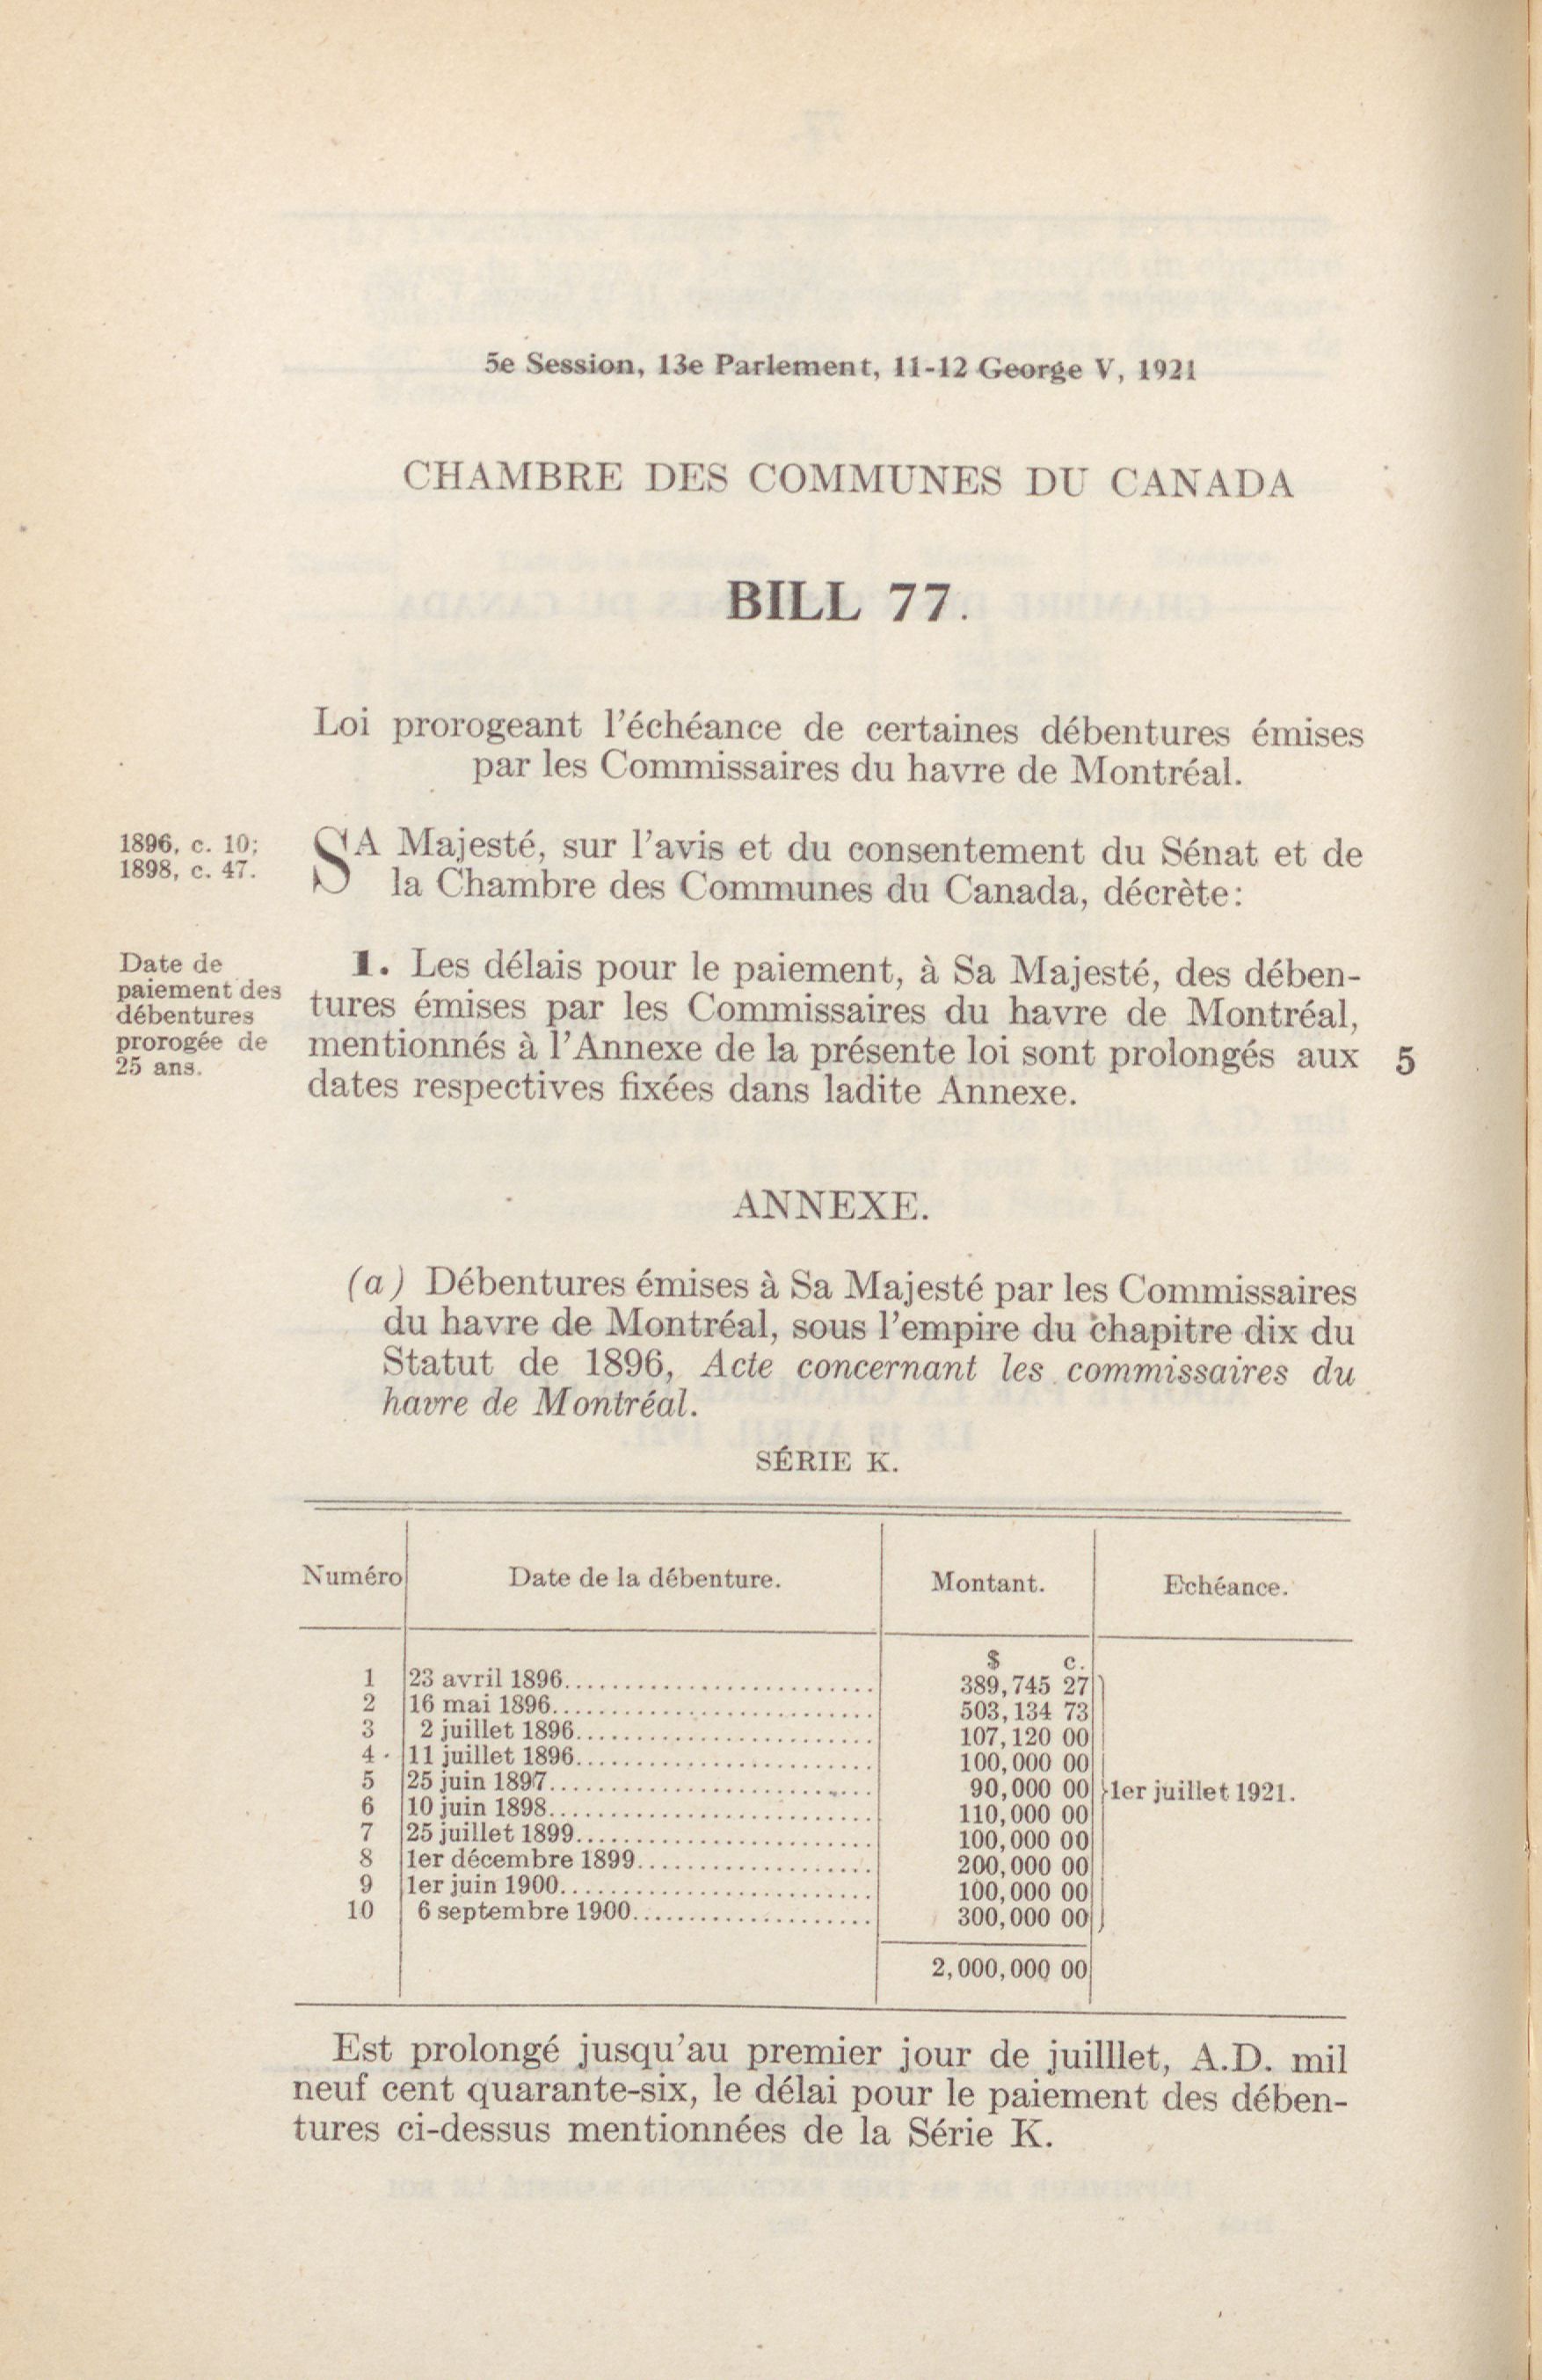 5e Session, 13e Parlement, 11-12 George V, 1921
CHAMBRE DES COMMUNES DU CANADA
BILL 77.
Loi prorogeant l'échéance de certaines débentures émises
par les Commissaires du havre de Montréal.
1896, c. 10;
1898, c. 47.
SA Majesté, sur l'avis et du consentement du Sénat et de
la Chambre des Communes du Canada, décrète:
Date de
paiement des
débentures
prorogée de
25 ans.
1. Les délais pour le paiement, à Sa Majesté, des dében-
tures émises par les Commissaires du havre de Montréal,
mentionnés à l'Annexe de la présente loi sont prolongés aux 5
dates respectives fixées dans ladite Annexe.
ANNEXE.
(a) Débentures émises à Sa Majesté par les Commissaires
du havre de Montréal, sous l'empire du chapitre dix du
Statut de 1896, Acte concernant les commissaires du
havre de Montréal.
SÉRIE K.
Numéro Date de la débenture. Montant. Echéance.
$ c.
1 23 avril 1896........................... 389,745 27
2 16 mai 1896............................ 503,134 73
3 2 juillet 1896.......................... 107,120 00
4 11 juillet 1896.......................... 100,000 00
5 25 juin 1897............................ 90,000 00 1er juillet 1921.
6 10 juin 1898............................ 110,000 00
7 25 juillet 1899.......................... 100,000 00
8 1er décembre 1899..................... 200,000 00
9 1er juin 1900........................... 100,000 00
10 6 septembre 1900..................... 300,000 00
2,000,000 00
Est prolongé jusqu'au premier jour de juilllet, A.D. mil
neuf cent quarante-six, le délai pour le paiement des dében-
tures ci-dessus mentionnées de la Série K.